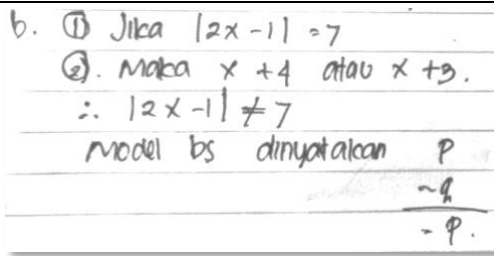 b. ① Jika |2x-1| = 7
②. Maka x +4 atau x +3.
∴ |2x-1| ≠ 7
Model bs dinyatakan P
~q
- P.